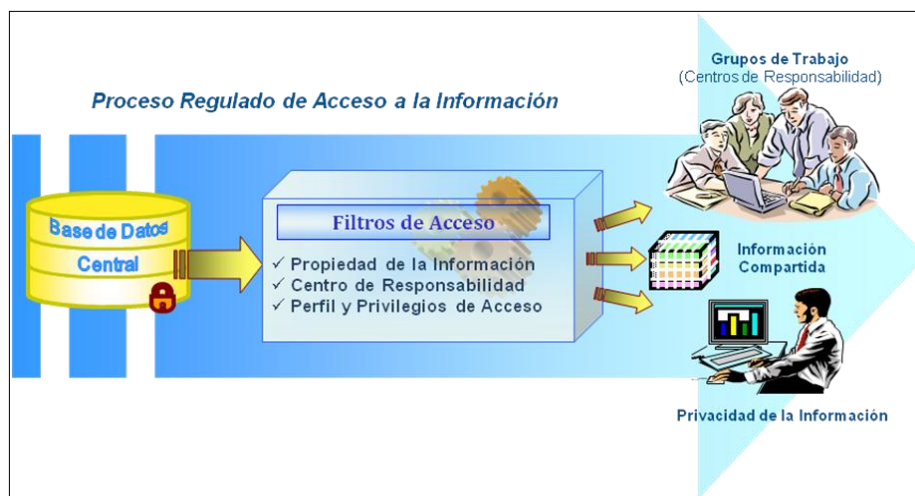 Grupos de Trabajo
(Centros de Responsabilidad)
Proceso Regulado de Acceso a la Información
Base de Datos
Central
Filtros de Acceso
✓ Propiedad de la Información
✓ Centro de Responsabilidad
✓ Perfil y Privilegios de Acceso
Información
Compartida
Privacidad de la Información